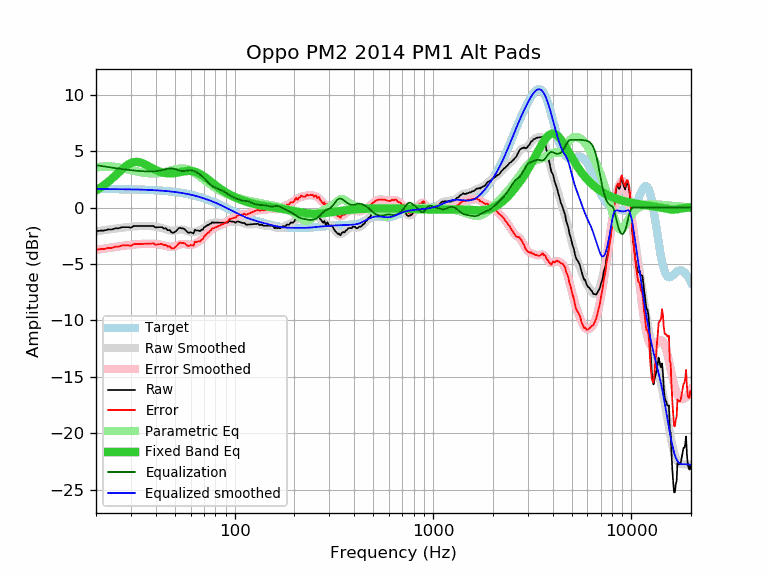 Oppo PM2 2014 PM1 Alt Pads
Amplitude (dBr)
10
5
0
−5
−10
−15
−20
−25
Target
Raw Smoothed
Error Smoothed
Raw
Error
Parametric Eq
Fixed Band Eq
Equalization
Equalized smoothed
100
1000
10000
Frequency (Hz)